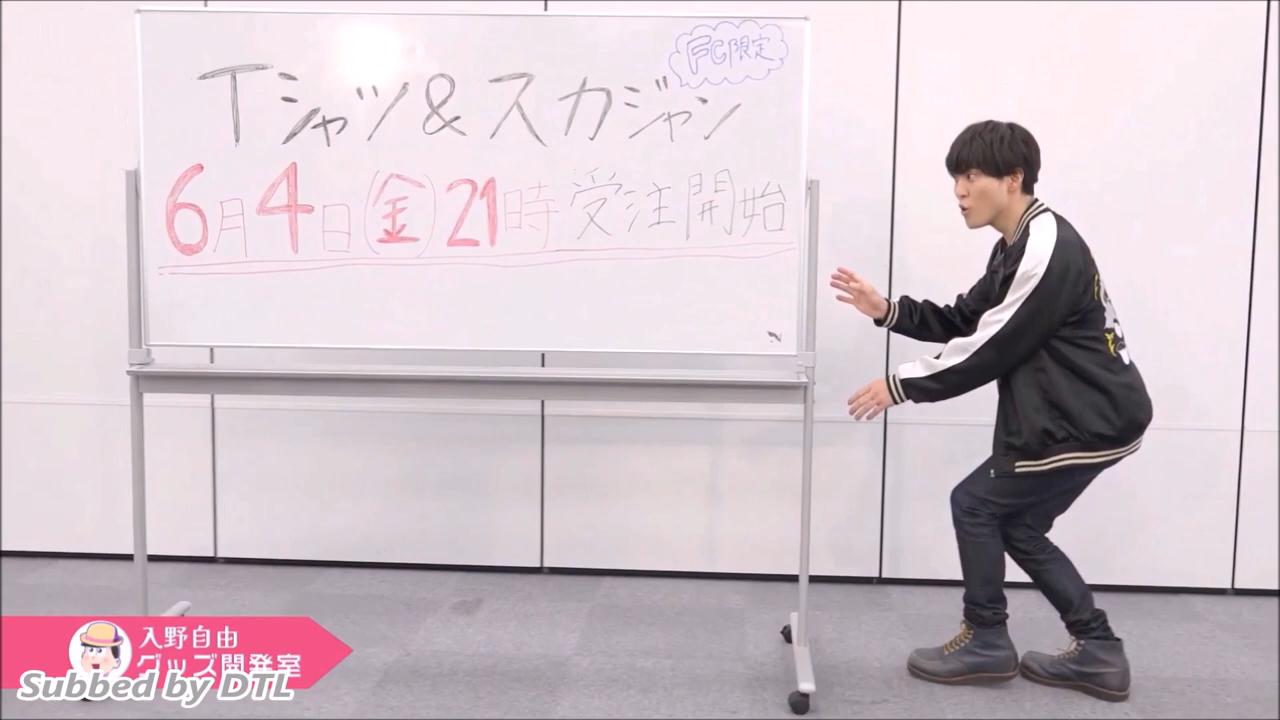 FC限定
Tシャツ&スカジャン
6月4日(金)21時受注開始
入野自由
グッズ開発室
Subbed by DTL